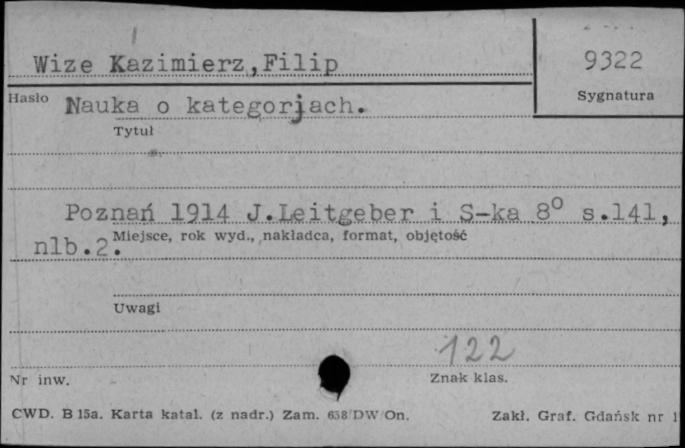 Wize Kazimierz,Filip
9322
Hasło
Sygnatura
Nauka o kategorjach.
Tytuł
Poznań 1914 J.Leitgeber i S-ka 8° s.141,
Miejsce, rok wyd., nakładca, format, objętość
nlb.2.
Uwagi
122
Nr inw.
Znak klas.
CWD. B 15a. Karta katal. (z nadr.) Zam. 658/DW/On.
Zakł. Graf. Gdańsk nr 1